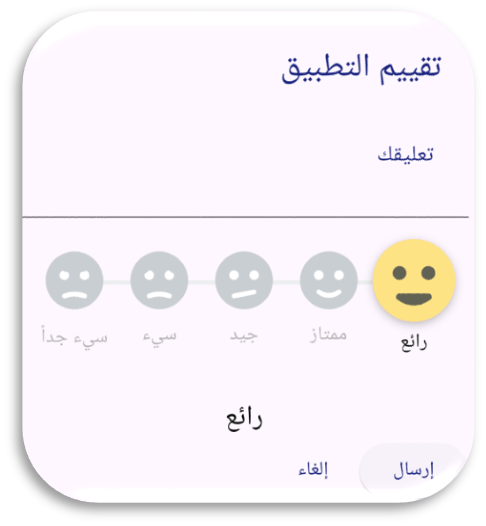 تقييم التطبيق
تعليقك
رائع ممتاز جيد سيء سيء جداً
رائع
إرسال إلغاء